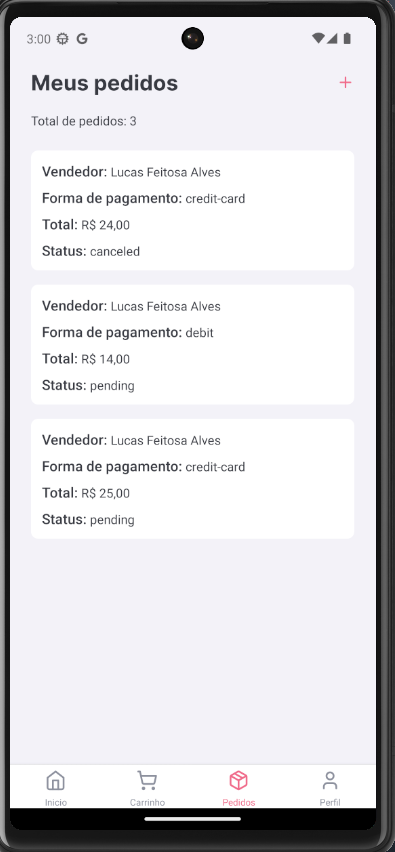 3:00 G
Meus pedidos +
Total de pedidos: 3
Vendedor: Lucas Feitosa Alves
Forma de pagamento: credit-card
Total: R$ 24,00
Status: canceled
Vendedor: Lucas Feitosa Alves
Forma de pagamento: debit
Total: R$ 14,00
Status: pending
Vendedor: Lucas Feitosa Alves
Forma de pagamento: credit-card
Total: R$ 25,00
Status: pending
Inicio Carrinho Pedidos Perfil